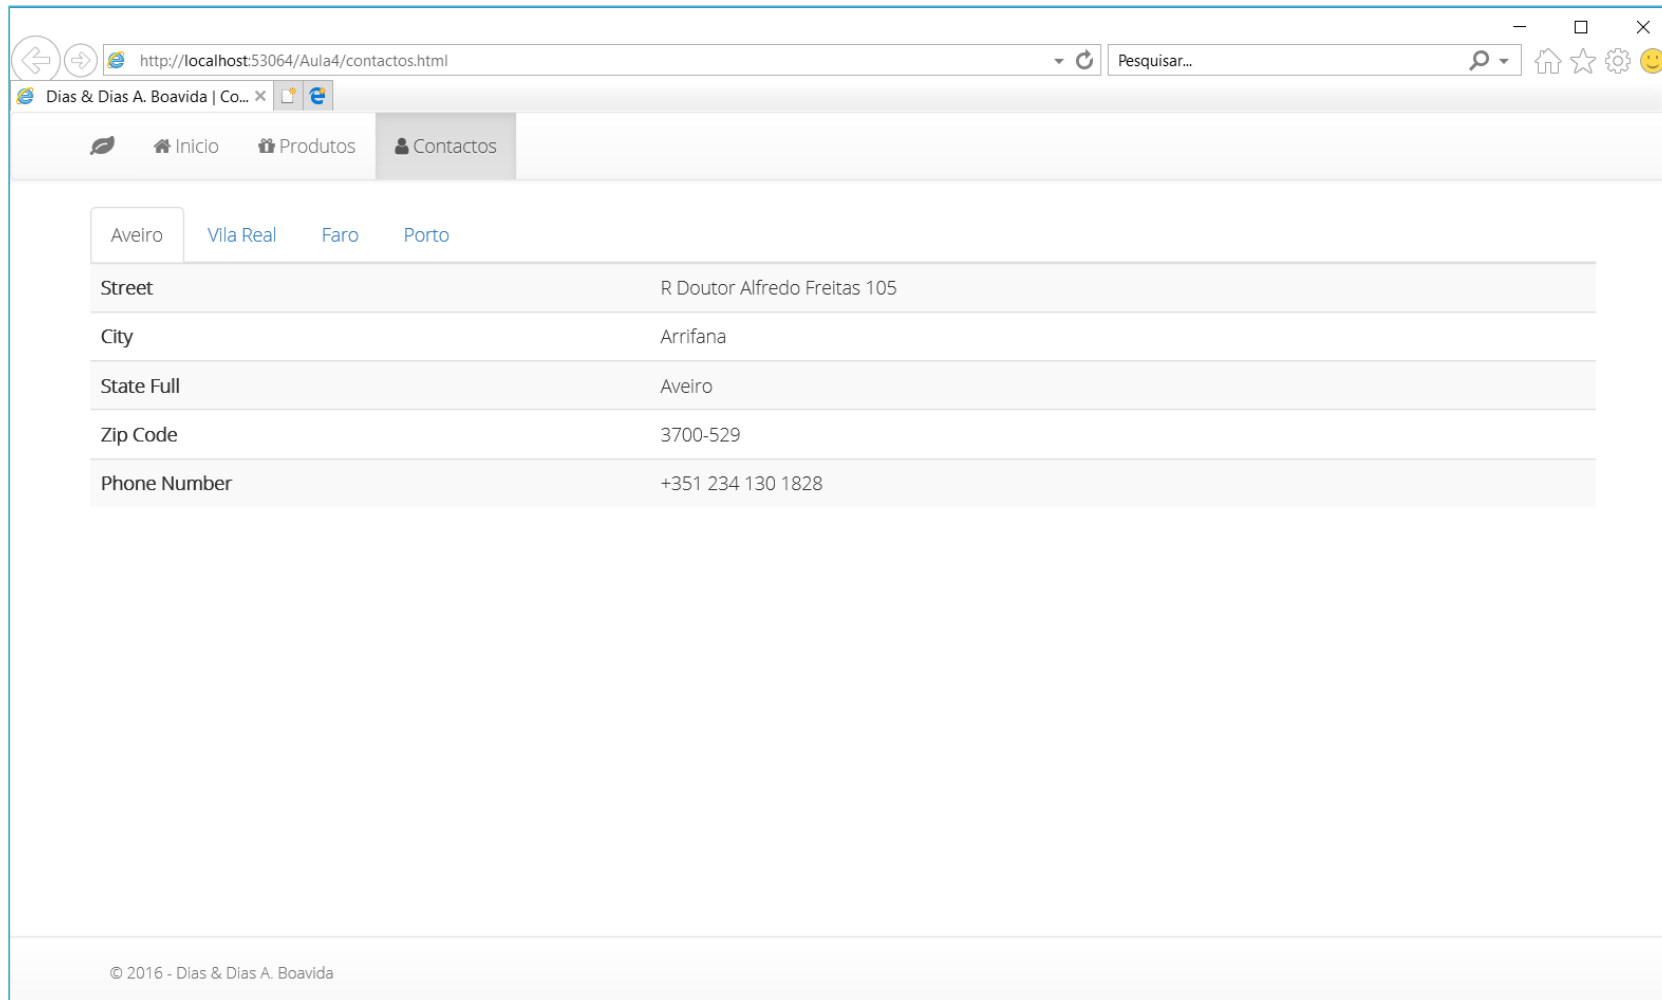 http://localhost:53064/Aula4/contactos.html Pesquisar...
Dias & Dias A. Boavida | Co...
Inicio Produtos Contactos
Aveiro Vila Real Faro Porto
Street R Doutor Alfredo Freitas 105
City Arrifana
State Full Aveiro
Zip Code 3700-529
Phone Number +351 234 130 1828
© 2016 - Dias & Dias A. Boavida